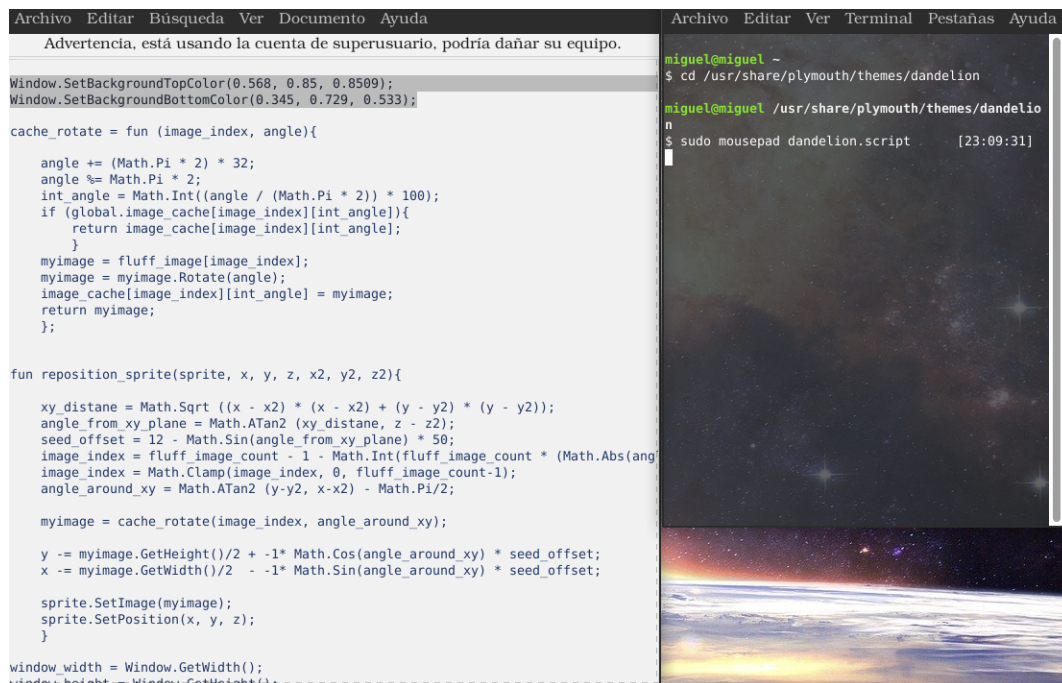 Archivo Editar Búsqueda Ver Documento Ayuda
Advertencia, está usando la cuenta de superusuario, podría dañar su equipo.
Window.SetBackgroundTopColor(0.568, 0.85, 0.8509);
Window.SetBackgroundBottomColor(0.345, 0.729, 0.533);
cache_rotate = fun (image_index, angle){
angle += (Math.Pi * 2) * 32;
angle %= Math.Pi * 2;
int_angle = Math.Int((angle / (Math.Pi * 2)) * 100);
if (global.image_cache[image_index][int_angle]){
return image_cache[image_index][int_angle];
}
myimage = fluff_image[image_index];
myimage = myimage.Rotate(angle);
image_cache[image_index][int_angle] = myimage;
return myimage;
};
fun reposition_sprite(sprite, x, y, z, x2, y2, z2){
xy_distane = Math.Sqrt ((x - x2) * (x - x2) + (y - y2) * (y - y2));
angle_from_xy_plane = Math.ATan2 (xy_distane, z - z2);
seed_offset = 12 - Math.Sin(angle_from_xy_plane) * 50;
image_index = fluff_image_count - 1 - Math.Int(fluff_image_count * (Math.Abs(ang
image_index = Math.Clamp(image_index, 0, fluff_image_count-1);
angle_around_xy = Math.ATan2 (y-y2, x-x2) - Math.Pi/2;
myimage = cache_rotate(image_index, angle_around_xy);
y -= myimage.GetHeight()/2 + -1* Math.Cos(angle_around_xy) * seed_offset;
x -= myimage.GetWidth()/2  - -1* Math.Sin(angle_around_xy) * seed_offset;
sprite.SetImage(myimage);
sprite.SetPosition(x, y, z);
}
window_width = Window.GetWidth();
window_height = Window.GetHeight();
Archivo Editar Ver Terminal Pestañas Ayuda
miguel@miguel ~
$ cd /usr/share/plymouth/themes/dandelion
miguel@miguel /usr/share/plymouth/themes/dandelio
n
$ sudo mousepad dandelion.script [23:09:31]